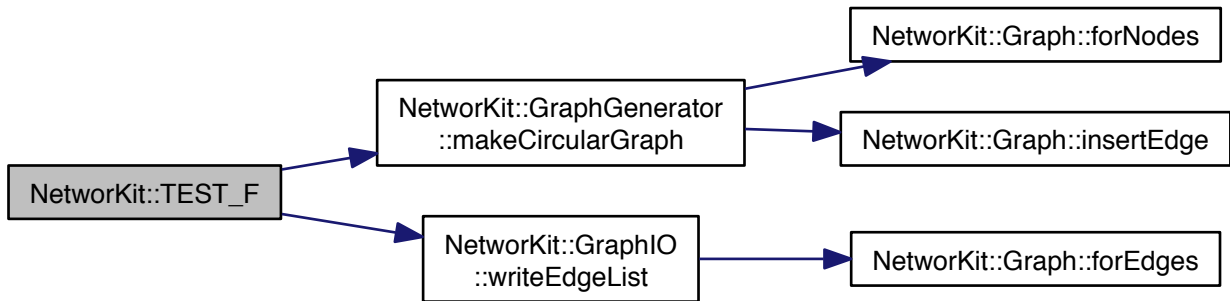 NetworKit::TEST_F
NetworKit::GraphGenerator
::makeCircularGraph
NetworKit::Graph::forNodes
NetworKit::Graph::insertEdge
NetworKit::GraphIO
::writeEdgeList
NetworKit::Graph::forEdges